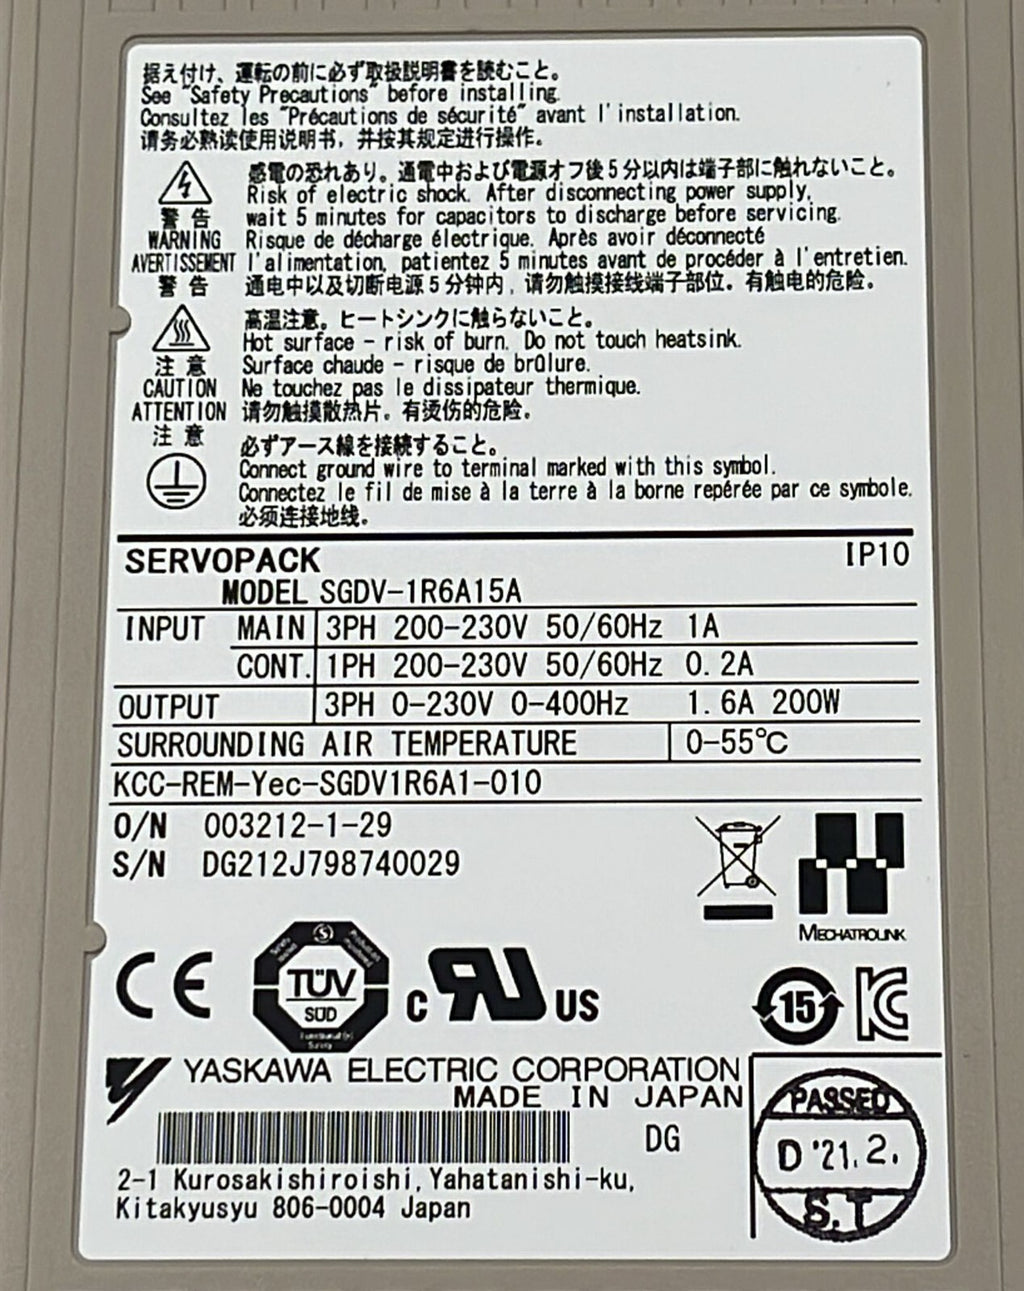 据え付け、運転の前に必ず取扱説明書を読むこと。
See "Safety Precautions" before installing.
Consultez les "Précautions de sécurité" avant l'installation.
请务必熟读使用说明书，并按其规定进行操作。
感電の恐れあり。通電中および電源オフ後5分以内は端子部に触れないこと。
Risk of electric shock. After disconnecting power supply,
wait 5 minutes for capacitors to discharge before servicing.
Risque de décharge électrique. Après avoir déconnecté
l'alimentation, patientez 5 minutes avant de procéder à l'entretien.
通电中以及切断电源5分钟内，请勿触摸接线端子部位。有触电的危险。
警告
WARNING
AVERTISSEMENT
警告
高温注意。ヒートシンクに触らないこと。
Hot surface - risk of burn. Do not touch heatsink.
Surface chaude - risque de brûlure.
Ne touchez pas le dissipateur thermique.
请勿触摸散热片。有烫伤的危险。
注意
CAUTION
ATTENTION
注意
必ずアース線を接続すること。
Connect ground wire to terminal marked with this symbol.
Connectez le fil de mise à la terre à la borne repérée par ce symbole.
必须连接地线。
SERVOPACK IP10
MODEL SGDV-1R6A15A
INPUT MAIN 3PH 200-230V 50/60Hz 1A
CONT. 1PH 200-230V 50/60Hz 0.2A
OUTPUT 3PH 0-230V 0-400Hz 1.6A 200W
SURROUNDING AIR TEMPERATURE 0-55℃
KCC-REM-Yec-SGDV1R6A1-010
O/N 003212-1-29
S/N DG212J798740029
MECHATROLINK
CE
TÜV
SÜD
C RU US
15
KC
YASKAWA ELECTRIC CORPORATION
MADE IN JAPAN
DG
2-1 Kurosakishiroishi, Yahatanishi-ku,
Kitakyusyu 806-0004 Japan
PASSED
D '21.2.
S.T